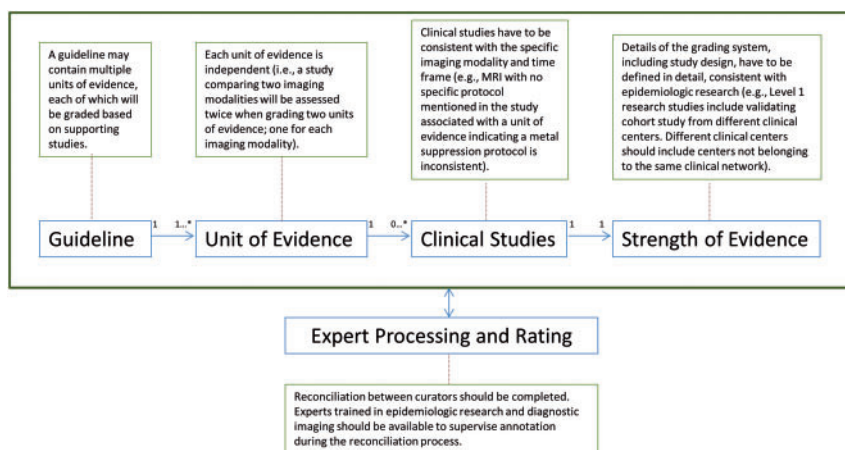 A guideline may
contain multiple
units of evidence,
each of which will
be graded based
on supporting
studies.
Each unit of evidence is
independent (i.e., a study
comparing two imaging
modalities will be assessed
twice when grading two units
of evidence; one for each
imaging modality).
Clinical studies have to be
consistent with the specific
imaging modality and time
frame (e.g., MRI with no
specific protocol
mentioned in the study
associated with a unit of
evidence indicating a metal
suppression protocol is
inconsistent).
Details of the grading system,
including study design, have to be
defined in detail, consistent with
epidemiologic research (e.g., Level 1
research studies include validating
cohort study from different clinical
centers. Different clinical centers
should include centers not belonging
to the same clinical network).
Guideline
1
1...*
Unit of Evidence
1
0...*
Clinical Studies
1
1
Strength of Evidence
Expert Processing and Rating
Reconciliation between curators should be completed.
Experts trained in epidemiologic research and diagnostic
imaging should be available to supervise annotation
during the reconciliation process.